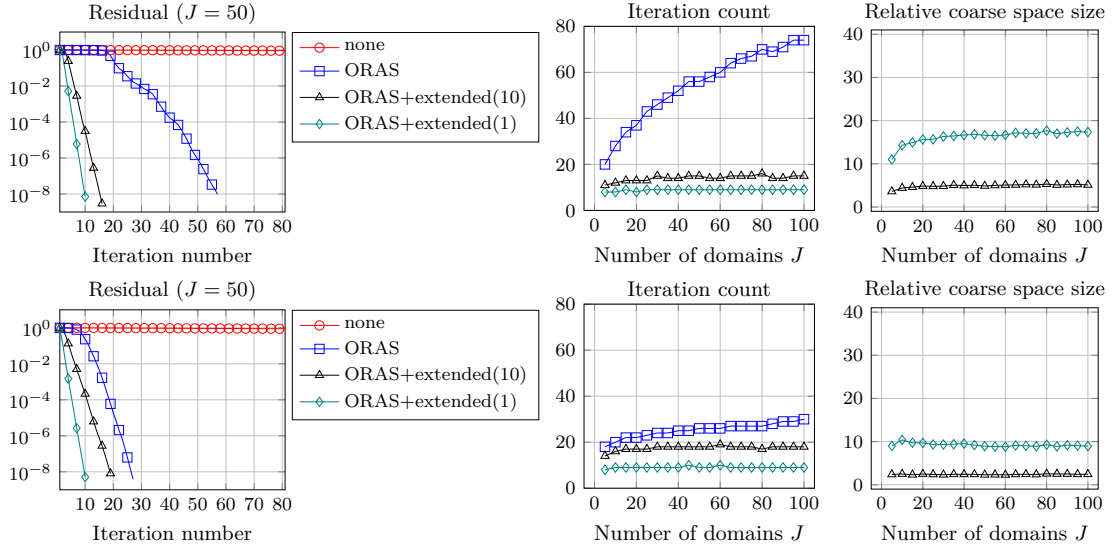 Residual (J = 50)
10^0
10^−2
10^−4
10^−6
10^−8
10 20 30 40 50 60 70 80
Iteration number
none
ORAS
ORAS+extended(10)
ORAS+extended(1)
Iteration count
80
60
40
20
0
0 20 40 60 80 100
Number of domains J
Relative coarse space size
40
30
20
10
0
0 20 40 60 80 100
Number of domains J
Residual (J = 50)
10^0
10^−2
10^−4
10^−6
10^−8
10 20 30 40 50 60 70 80
Iteration number
none
ORAS
ORAS+extended(10)
ORAS+extended(1)
Iteration count
80
60
40
20
0
0 20 40 60 80 100
Number of domains J
Relative coarse space size
40
30
20
10
0
0 20 40 60 80 100
Number of domains J